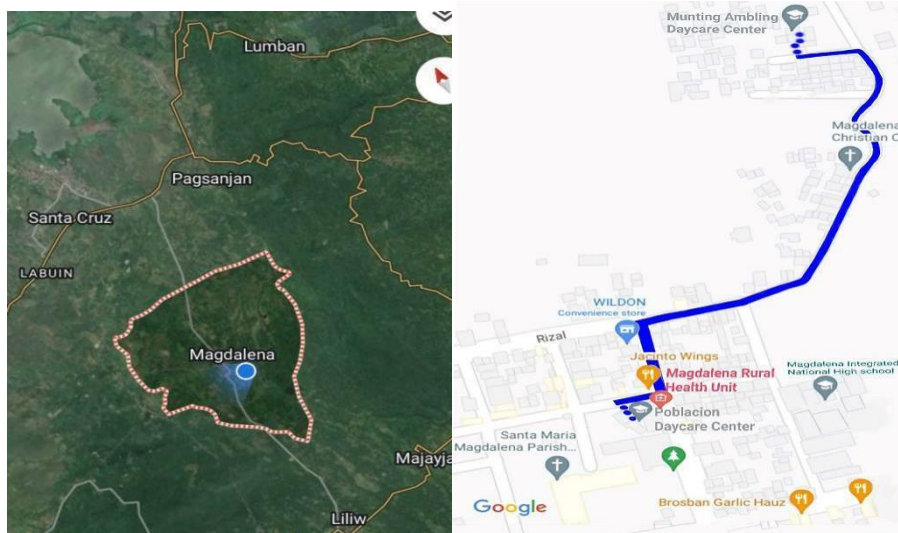 Lumban
Pagsanjan
Santa Cruz
LABUIN
Magdalena
Majayja
Liliw
Munting Ambling
Daycare Center
Magdalena
Christian C
WILDON
Convenience store
Rizal
Jacinto Wings
Magdalena Rural
Health Unit
Magdalena Integrated
National High school
Poblacion
Daycare Center
Santa Maria
Magdalena Parish...
Brosban Garlic Hauz
Google